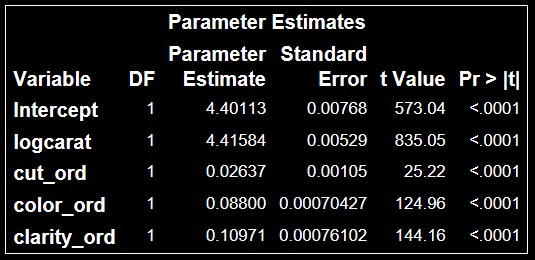 Parameter Estimates
Parameter Standard
Variable DF Estimate Error t Value Pr > |t|
Intercept 1 4.40113 0.00768 573.04 <.0001
logcarat 1 4.41584 0.00529 835.05 <.0001
cut_ord 1 0.02637 0.00105 25.22 <.0001
color_ord 1 0.08800 0.00070427 124.96 <.0001
clarity_ord 1 0.10971 0.00076102 144.16 <.0001